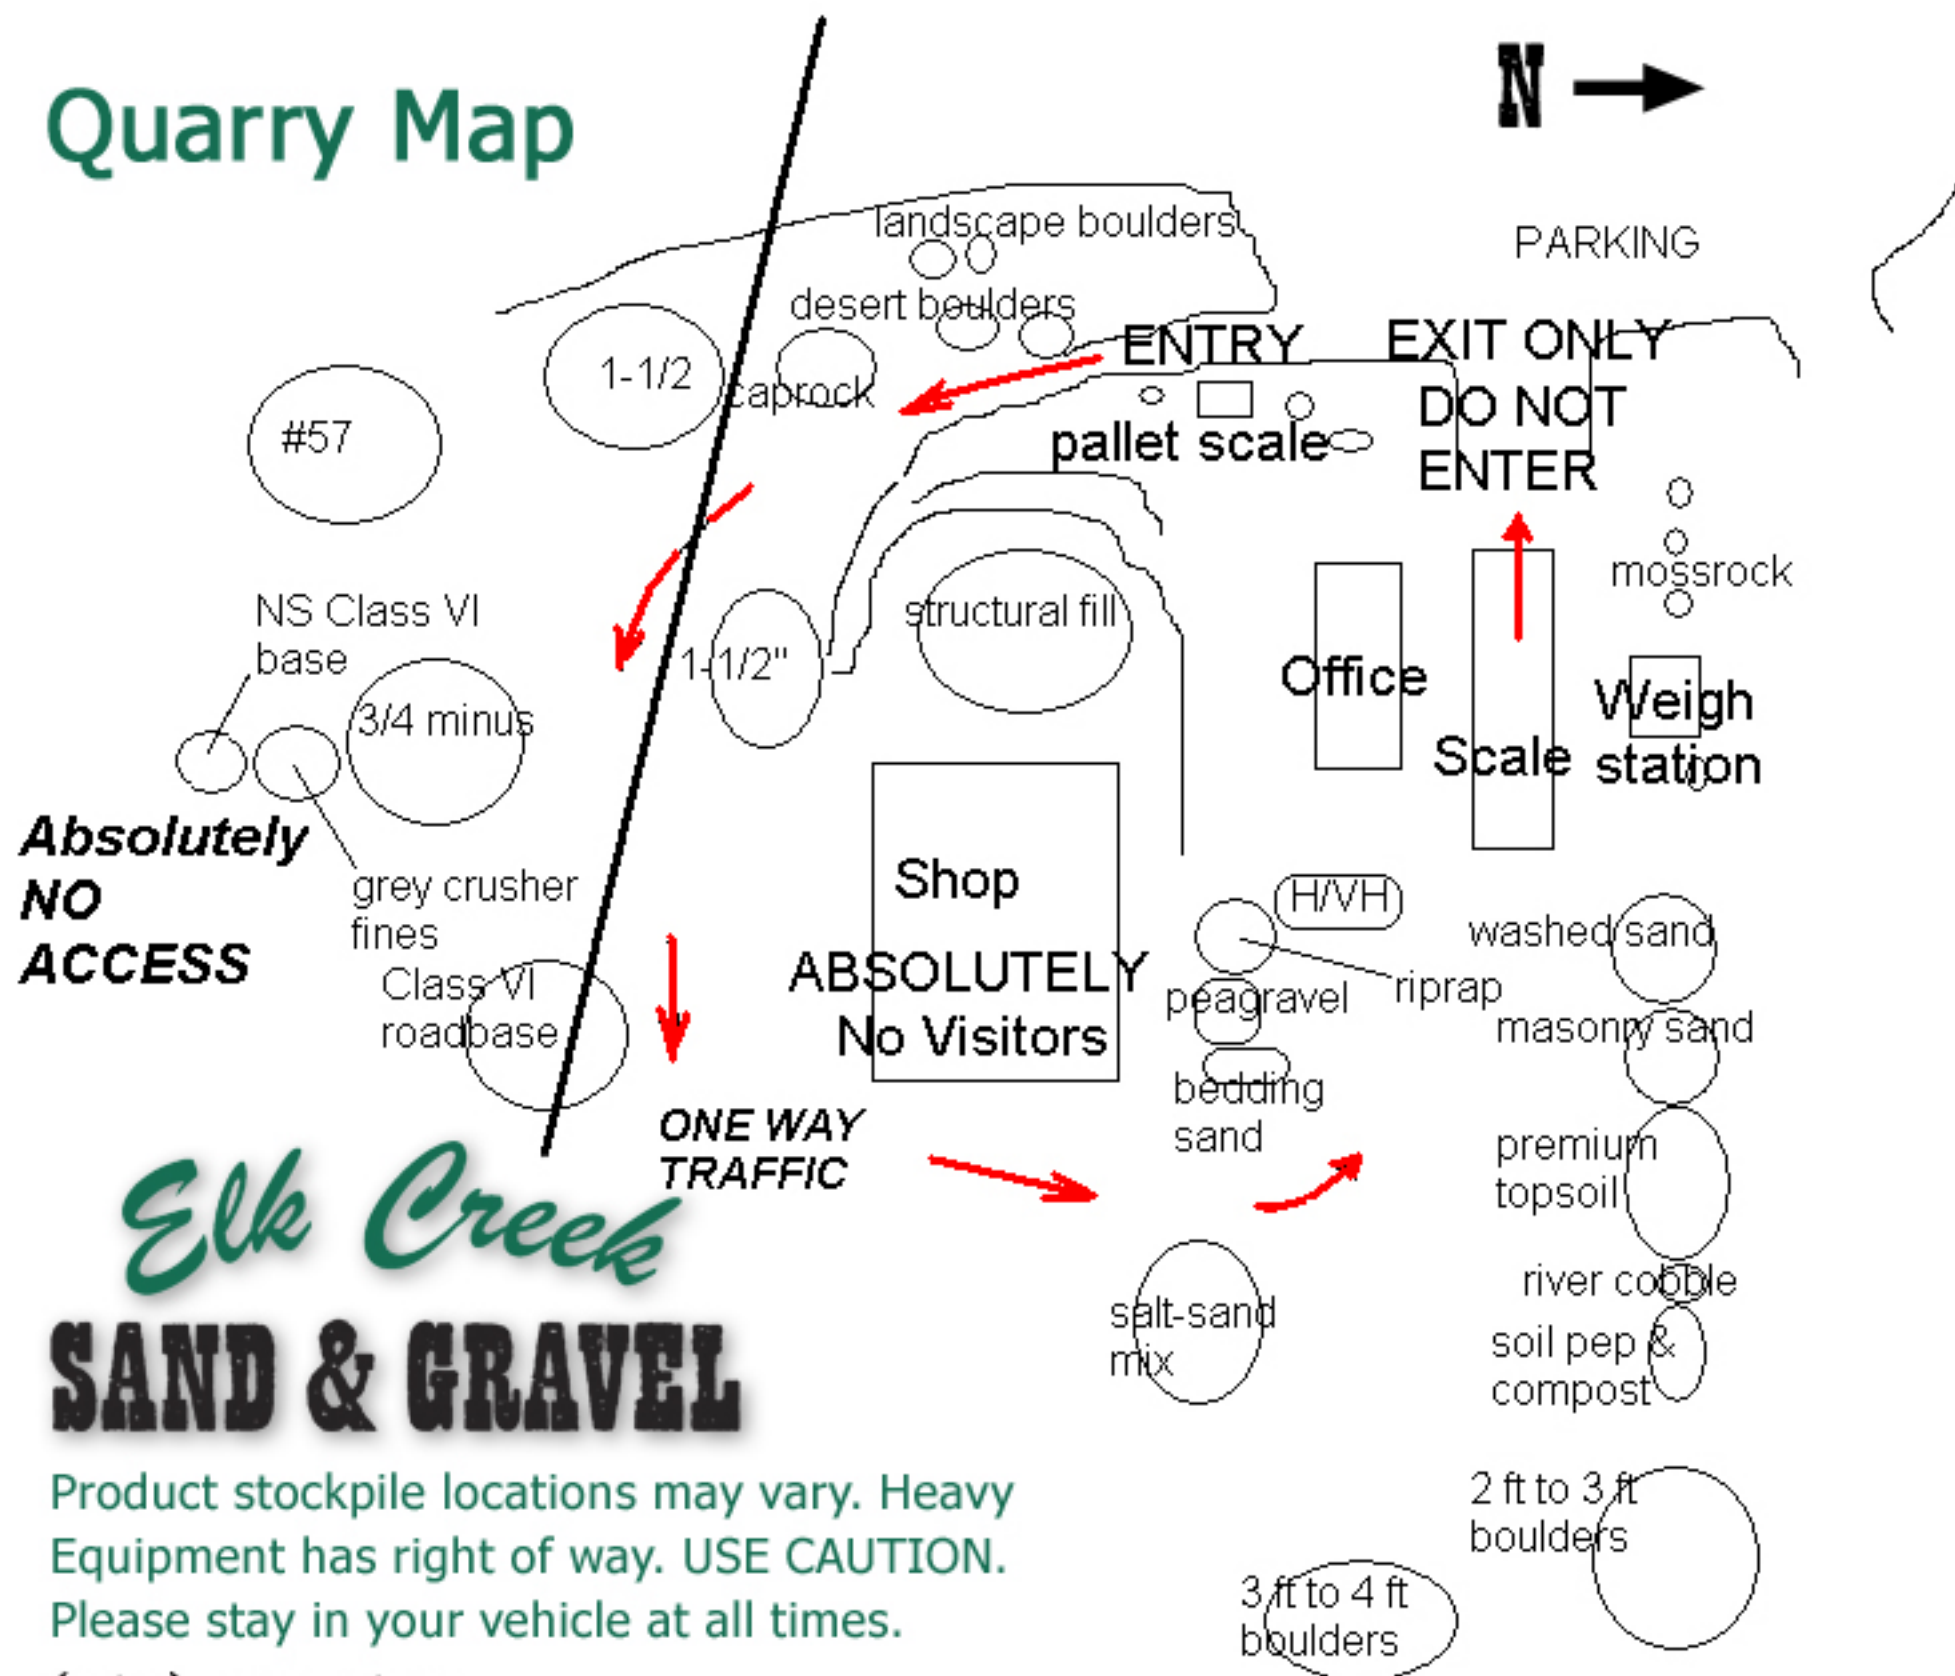 Quarry Map
N
landscape boulders
PARKING
desert boulders
ENTRY
EXIT ONLY
DO NOT
ENTER
1-1/2
caprock
#57
pallet scale
mossrock
NS Class VI
base
structural fill
1-1/2"
Office
Weigh
station
Scale
3/4 minus
Absolutely
NO
ACCESS
grey crusher
fines
Shop
H/VH
washed sand
Class VI
roadbase
ABSOLUTELY
No Visitors
peagravel
riprap
masonry sand
bedding
sand
ONE WAY
TRAFFIC
premium
topsoil
river cobble
salt-sand
mix
soil pep &
compost
Elk Creek
SAND & GRAVEL
2 ft to 3 ft
boulders
3 ft to 4 ft
boulders
Product stockpile locations may vary. Heavy
Equipment has right of way. USE CAUTION.
Please stay in your vehicle at all times.